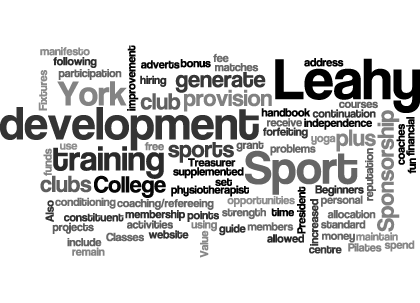 manifesto
following
participation
York
Fixtures
improvement
adverts bonus
hiring
fee
matches
generate
club provision
address
Leahy
handbook continuation
courses
receive independence
forfeiting
development
training
sports
free
use
funds
grant
problems
yoga
plus
Sponsorship
coaches
fun financial
clubs College
Treasurer
supplemented
set
physiotherapist
Sport
Beginners
personal
reputation
Also
conditioning coaching/refereeing
constituent membership points
projects
activities
Classes website
include
remain
opportunities
strength time
using
Value
guide members
allowed
President
increased
allocation
standard
money maintain
centre Pilates spend